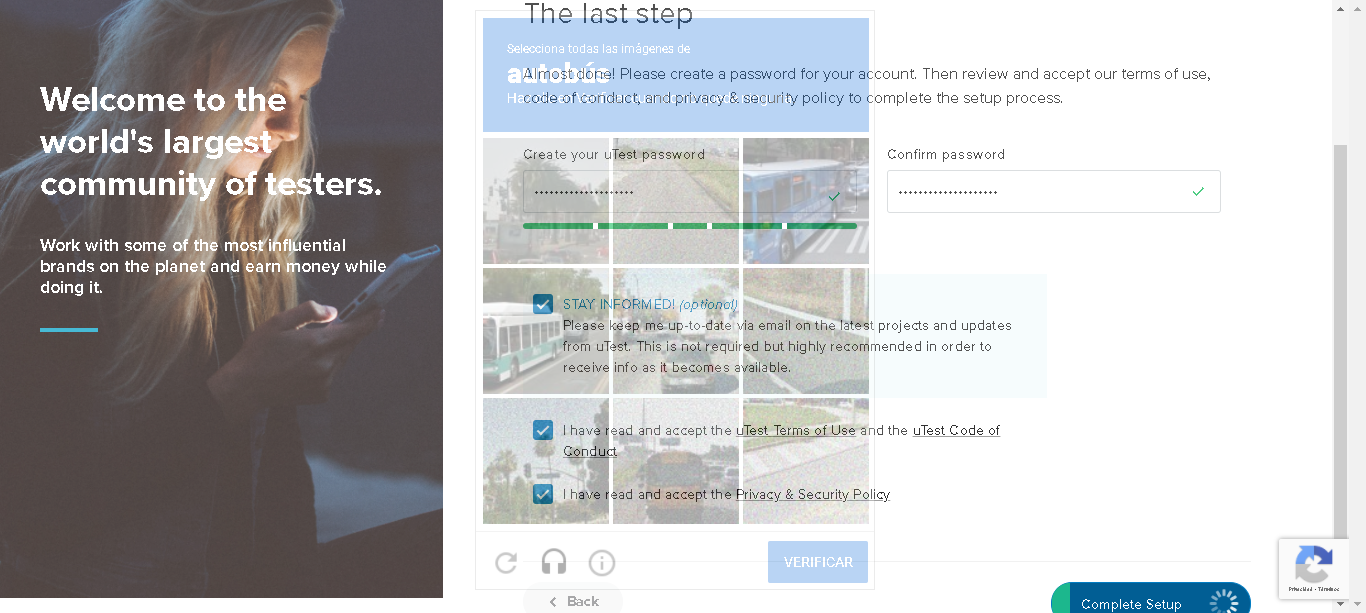 Welcome to the
world's largest
community of testers.
Work with some of the most influential
brands on the planet and earn money while
doing it.
The last step
Selecciona todas las imágenes de
autobús
Almost done! Please create a password for your account. Then review and accept our terms of use,
code of conduct, and privacy & security policy to complete the setup process.
Create your uTest password
Confirm password
STAY INFORMED! (optional)
Please keep me up-to-date via email on the latest projects and updates
from uTest. This is not required but highly recommended in order to
receive info as it becomes available.
I have read and accept the uTest Terms of Use and the uTest Code of
Conduct
I have read and accept the Privacy & Security Policy
VERIFICAR
Back
Complete Setup
Privacidad - Términos